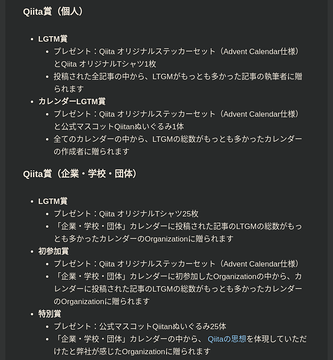 Qiita賞（個人）
LGTM賞
プレゼント：Qiita オリジナルステッカーセット（Advent Calendar仕様）
とQiita オリジナルTシャツ1枚
投稿された全記事の中から、LTGMがもっとも多かった記事の執筆者に贈
られます
カレンダーLGTM賞
プレゼント：Qiita オリジナルステッカーセット（Advent Calendar仕様）
と公式マスコットQiitanぬいぐるみ1体
全てのカレンダーの中から、LTGMの総数がもっとも多かったカレンダー
の作成者に贈られます
Qiita賞（企業・学校・団体）
LGTM賞
プレゼント：Qiita オリジナルTシャツ25枚
「企業・学校・団体」カレンダーに投稿された記事のLTGMの総数がもっ
とも多かったカレンダーのOrganizationに贈られます
初参加賞
プレゼント：Qiita オリジナルステッカーセット（Advent Calendar仕様）
「企業・学校・団体」カレンダーに初参加したOrganizationの中から、カ
レンダーに投稿された記事のLTGMの総数がもっとも多かったカレンダー
のOrganizationに贈られます
特別賞
プレゼント：公式マスコットQiitanぬいぐるみ25体
「企業・学校・団体」カレンダーの中から、 Qiitaの思想を体現していただ
けたと弊社が感じたOrganizationに贈られます